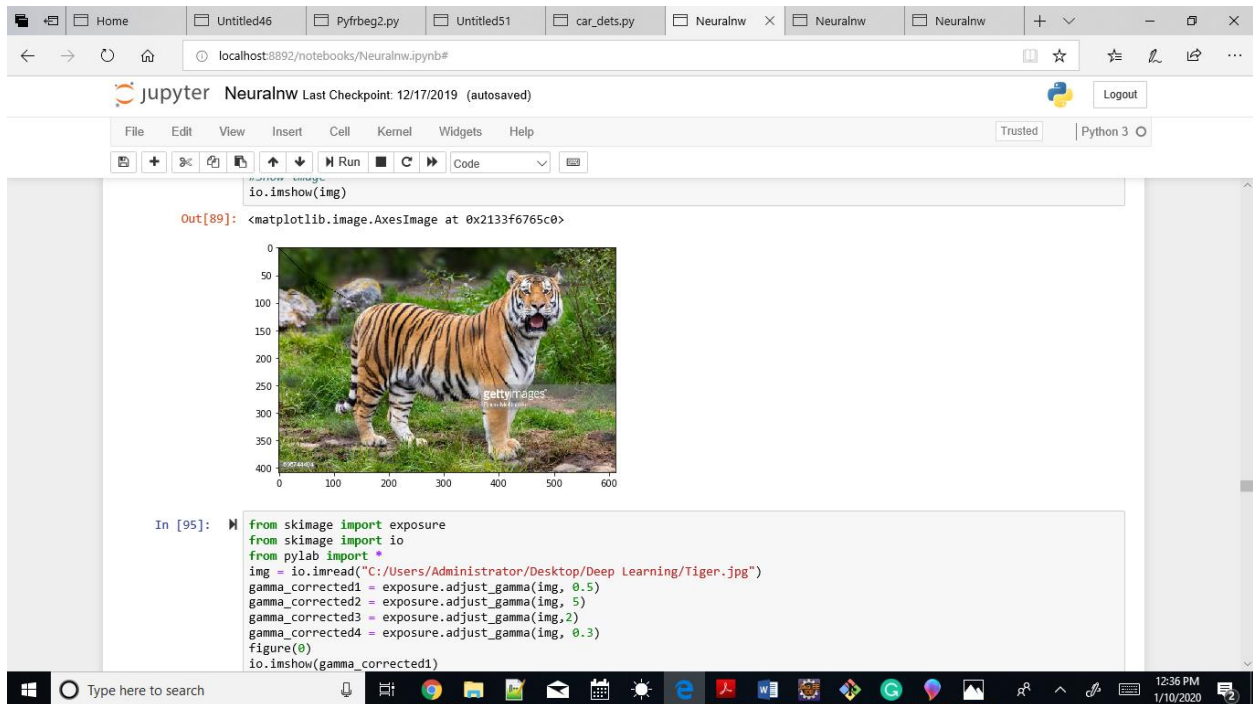 Home
Untitled46
Pyfrbeg2.py
Untitled51
car_dets.py
Neuralnw
Neuralnw
Neuralnw
localhost:8892/notebooks/Neuralnw.ipynb#
jupyter Neuralnw Last Checkpoint: 12/17/2019 (autosaved)
Logout
File Edit View Insert Cell Kernel Widgets Help
Trusted
Python 3
Run
Code
io.imshow(img)
Out[89]: <matplotlib.image.AxesImage at 0x2133f6765c0>
0
50
100
150
200
250
300
350
400
gettyimages
0 100 200 300 400 500 600
In [95]:
from skimage import exposure
from skimage import io
from pylab import *
img = io.imread("C:/Users/Administrator/Desktop/Deep Learning/Tiger.jpg")
gamma_corrected1 = exposure.adjust_gamma(img, 0.5)
gamma_corrected2 = exposure.adjust_gamma(img, 5)
gamma_corrected3 = exposure.adjust_gamma(img,2)
gamma_corrected4 = exposure.adjust_gamma(img, 0.3)
figure(0)
io.imshow(gamma_corrected1)
Type here to search
12:36 PM
1/10/2020